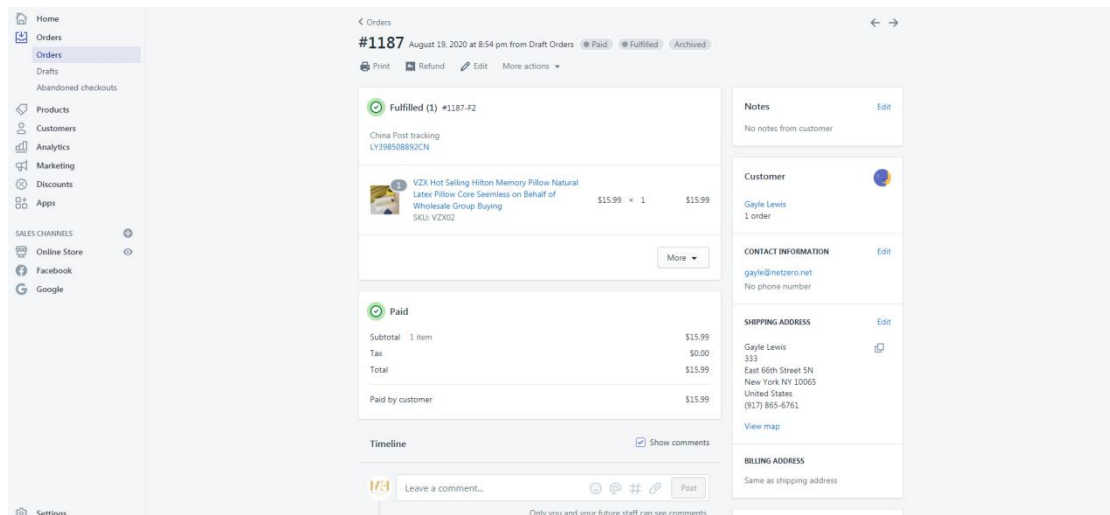 Home
Orders
Orders
Drafts
Abandoned checkouts
Products
Customers
Analytics
Marketing
Discounts
Apps
SALES CHANNELS
Online Store
Facebook
Google
Settings
Orders
#1187 August 19, 2020 at 8:54 pm from Draft Orders Paid Fulfilled Archived
Print Refund Edit More actions
Fulfilled (1) #1187-F2
China Post tracking
LY398508892CN
1
VZX Hot Selling Hilton Memory Pillow Natural
Latex Pillow Core Seemless on Behalf of
Wholesale Group Buying
SKU: VZX02
$15.99 × 1 $15.99
More
Paid
Subtotal 1 item $15.99
Tax $0.00
Total $15.99
Paid by customer $15.99
Timeline Show comments
Leave a comment... Post
Only you and your future staff can see comments
Notes Edit
No notes from customer
Customer
Gayle Lewis
1 order
CONTACT INFORMATION Edit
gayle@netzero.net
No phone number
SHIPPING ADDRESS Edit
Gayle Lewis
333
East 66th Street 5N
New York NY 10065
United States
(917) 865-6761
View map
BILLING ADDRESS
Same as shipping address